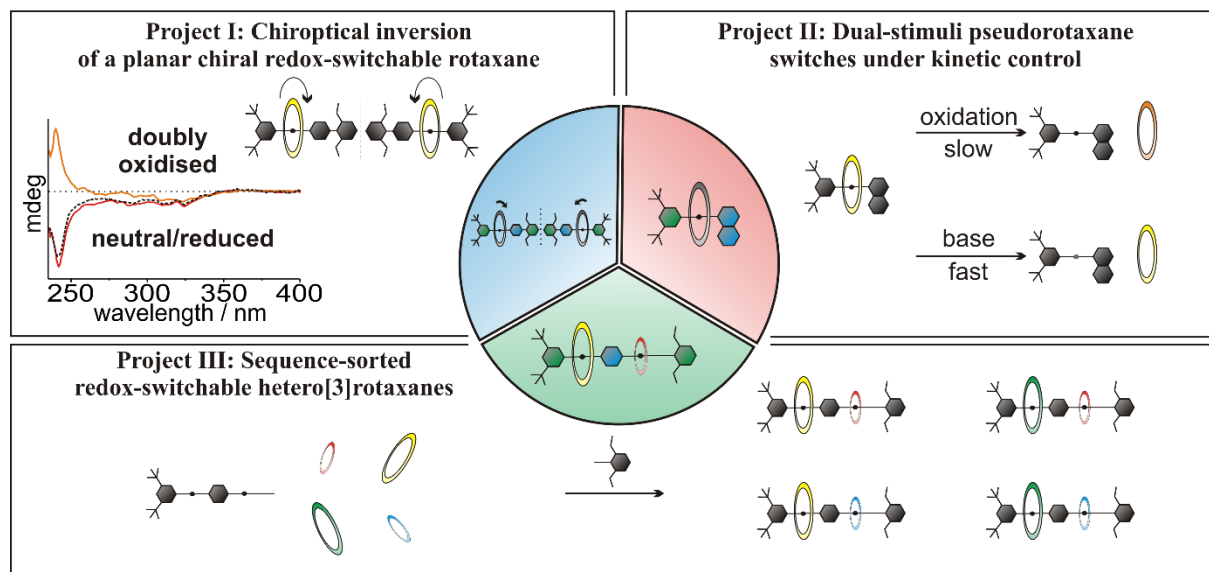 Project I: Chiroptical inversion
of a planar chiral redox-switchable rotaxane
doubly
oxidised
neutral/reduced
mdeg
250 300 350 400
wavelength / nm
Project II: Dual-stimuli pseudorotaxane
switches under kinetic control
oxidation
slow
base
fast
Project III: Sequence-sorted
redox-switchable hetero[3]rotaxanes